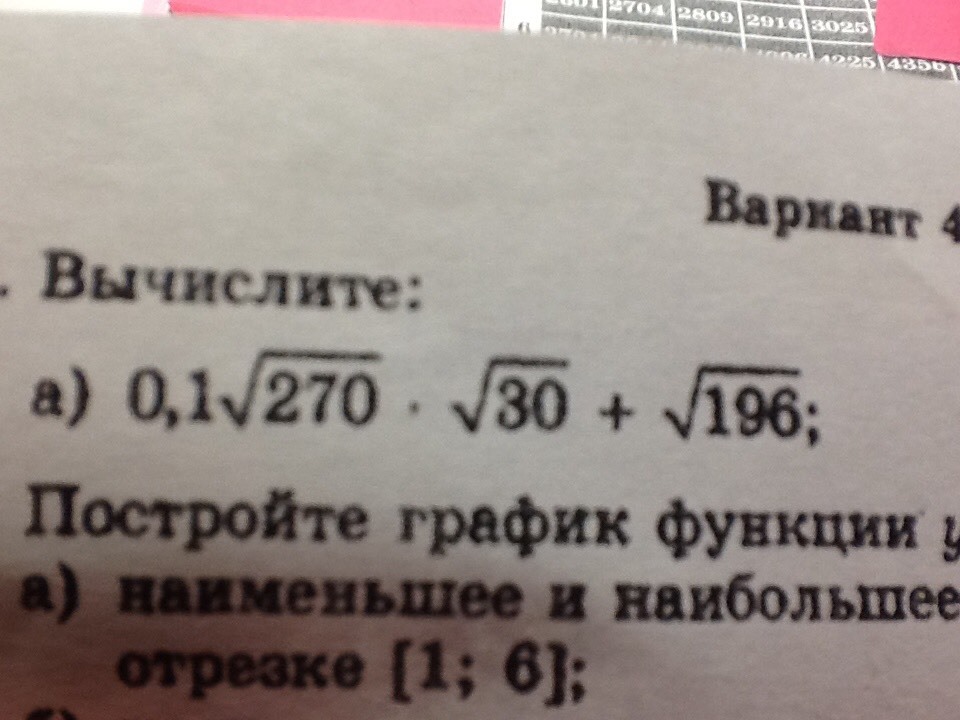 2704 2809 2916 3025
4225 4356
Вариант 4
. Вычислите:
а) 0,1√270 · √30 + √196;
Постройте график функции y
а) наименьшее и наибольшее
отрезке [1; 6];